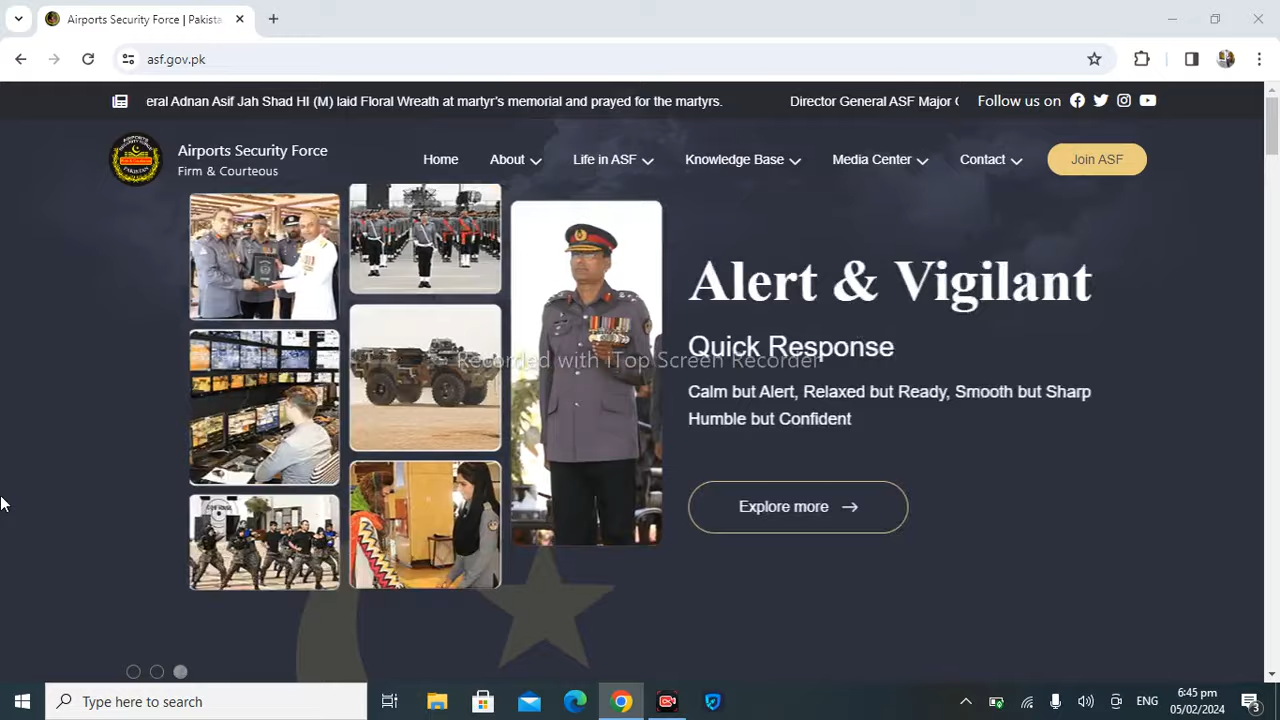 Airports Security Force | Pakista
asf.gov.pk
eral Adnan Asif Jah Shad HI (M) laid Floral Wreath at martyr's memorial and prayed for the martyrs. Director General ASF Major G Follow us on
Airports Security Force
Firm & Courteous
Home About Life in ASF Knowledge Base Media Center Contact Join ASF
Alert & Vigilant
Quick Response
Recorded with iTop Screen Recorder
Calm but Alert, Relaxed but Ready, Smooth but Sharp
Humble but Confident
Explore more
Type here to search
ENG
6:45 pm
05/02/2024
3